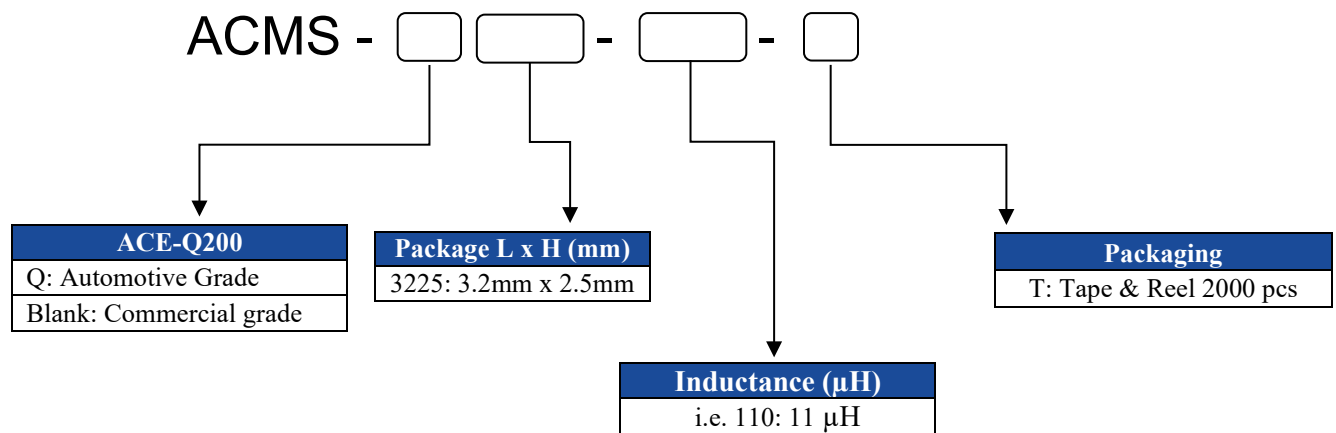 ACMS - - -
ACE-Q200
Q: Automotive Grade
Blank: Commercial grade
Package L x H (mm)
3225: 3.2mm x 2.5mm
Packaging
T: Tape & Reel 2000 pcs
Inductance (µH)
i.e. 110: 11 µH